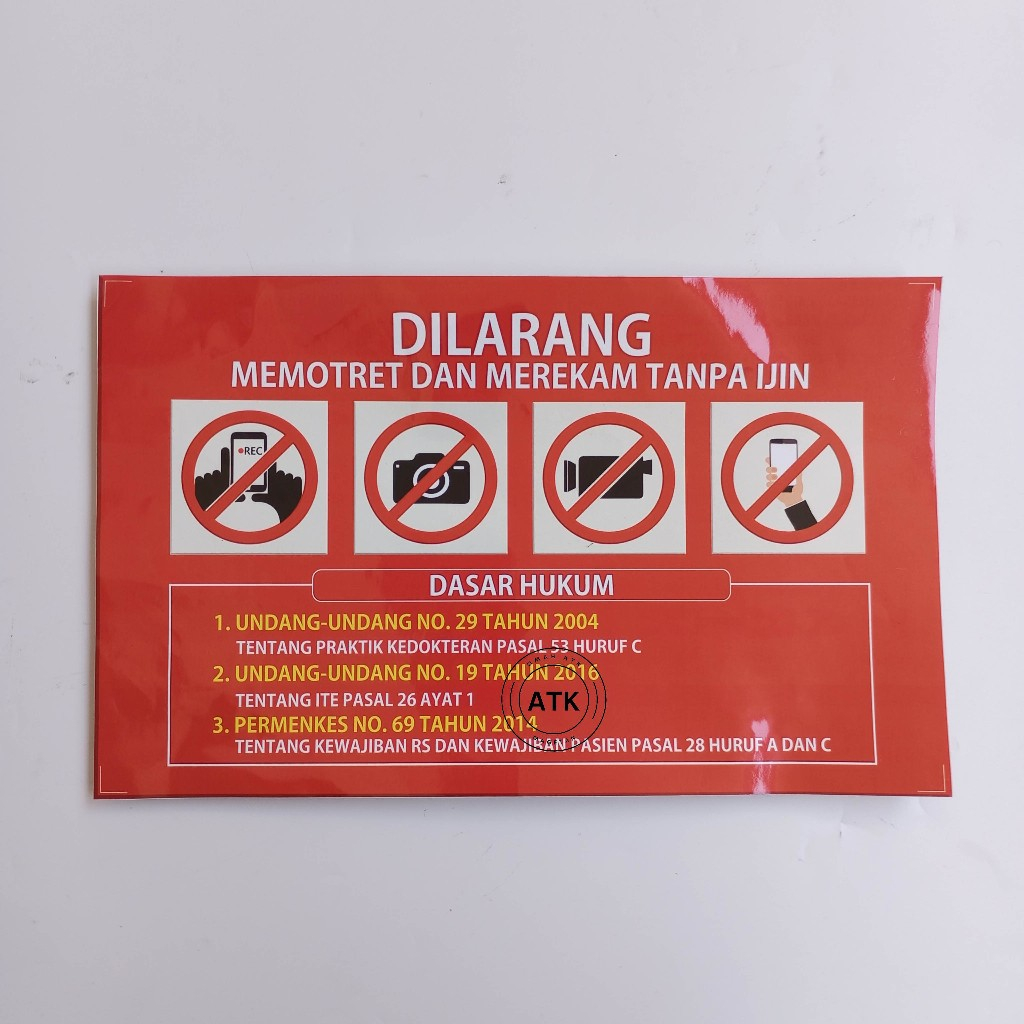 DILARANG
MEMOTRET DAN MEREKAM TANPA IJIN
REC
DASAR HUKUM
1. UNDANG-UNDANG NO. 29 TAHUN 2004
TENTANG PRAKTIK KEDOKTERAN PASAL 53 HURUF C
2. UNDANG-UNDANG NO. 19 TAHUN 2016
TENTANG ITE PASAL 26 AYAT 1
ATK
3. PERMENKES NO. 69 TAHUN 2014
TENTANG KEWAJIBAN RS DAN KEWAJIBAN PASIEN PASAL 28 HURUF A DAN C